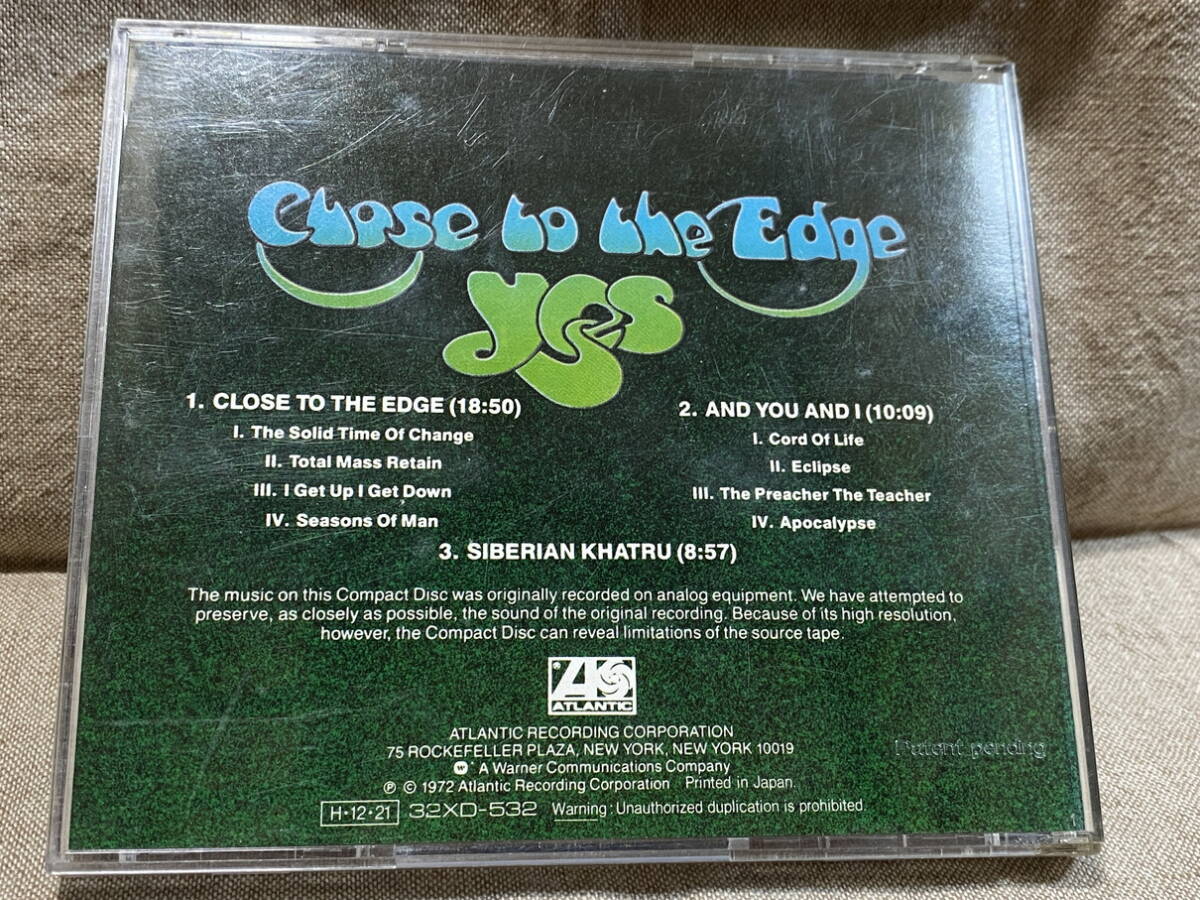 Close to the Edge
yes
1. CLOSE TO THE EDGE (18:50)
I. The Solid Time Of Change
II. Total Mass Retain
III. I Get Up I Get Down
IV. Seasons Of Man
2. AND YOU AND I (10:09)
I. Cord Of Life
II. Eclipse
III. The Preacher The Teacher
IV. Apocalypse
3. SIBERIAN KHATRU (8:57)
The music on this Compact Disc was originally recorded on analog equipment. We have attempted to
preserve, as closely as possible, the sound of the original recording. Because of its high resolution,
however, the Compact Disc can reveal limitations of the source tape.
ATLANTIC
ATLANTIC RECORDING CORPORATION
75 ROCKEFELLER PLAZA, NEW YORK, NEW YORK 10019
A Warner Communications Company
℗ © 1972 Atlantic Recording Corporation Printed in Japan.
H·12·21 32XD-532 Warning: Unauthorized duplication is prohibited.
Patent pending